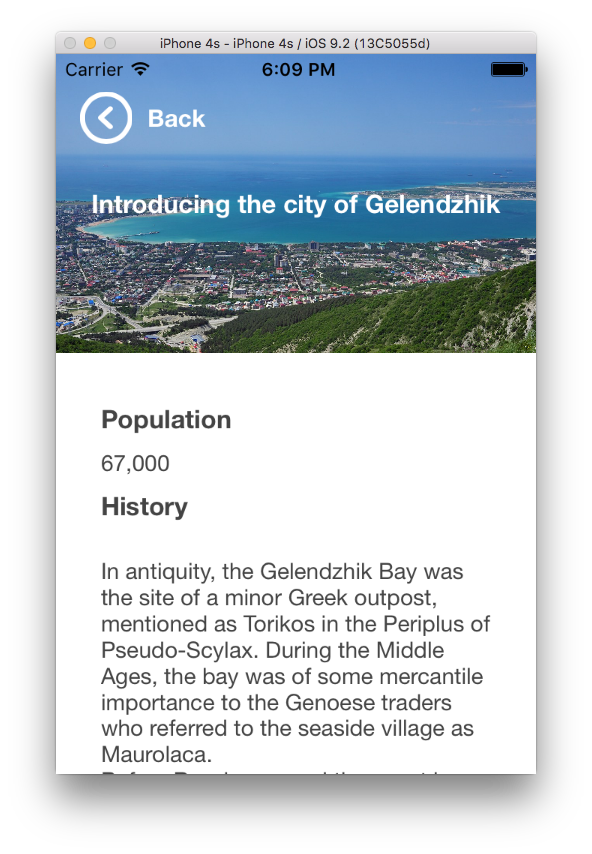 iPhone 4s - iPhone 4s / iOS 9.2 (13C5055d)
Carrier 6:09 PM
Back
Introducing the city of Gelendzhik
Population
67,000
History
In antiquity, the Gelendzhik Bay was
the site of a minor Greek outpost,
mentioned as Torikos in the Periplus of
Pseudo-Scylax. During the Middle
Ages, the bay was of some mercantile
importance to the Genoese traders
who referred to the seaside village as
Maurolaca.